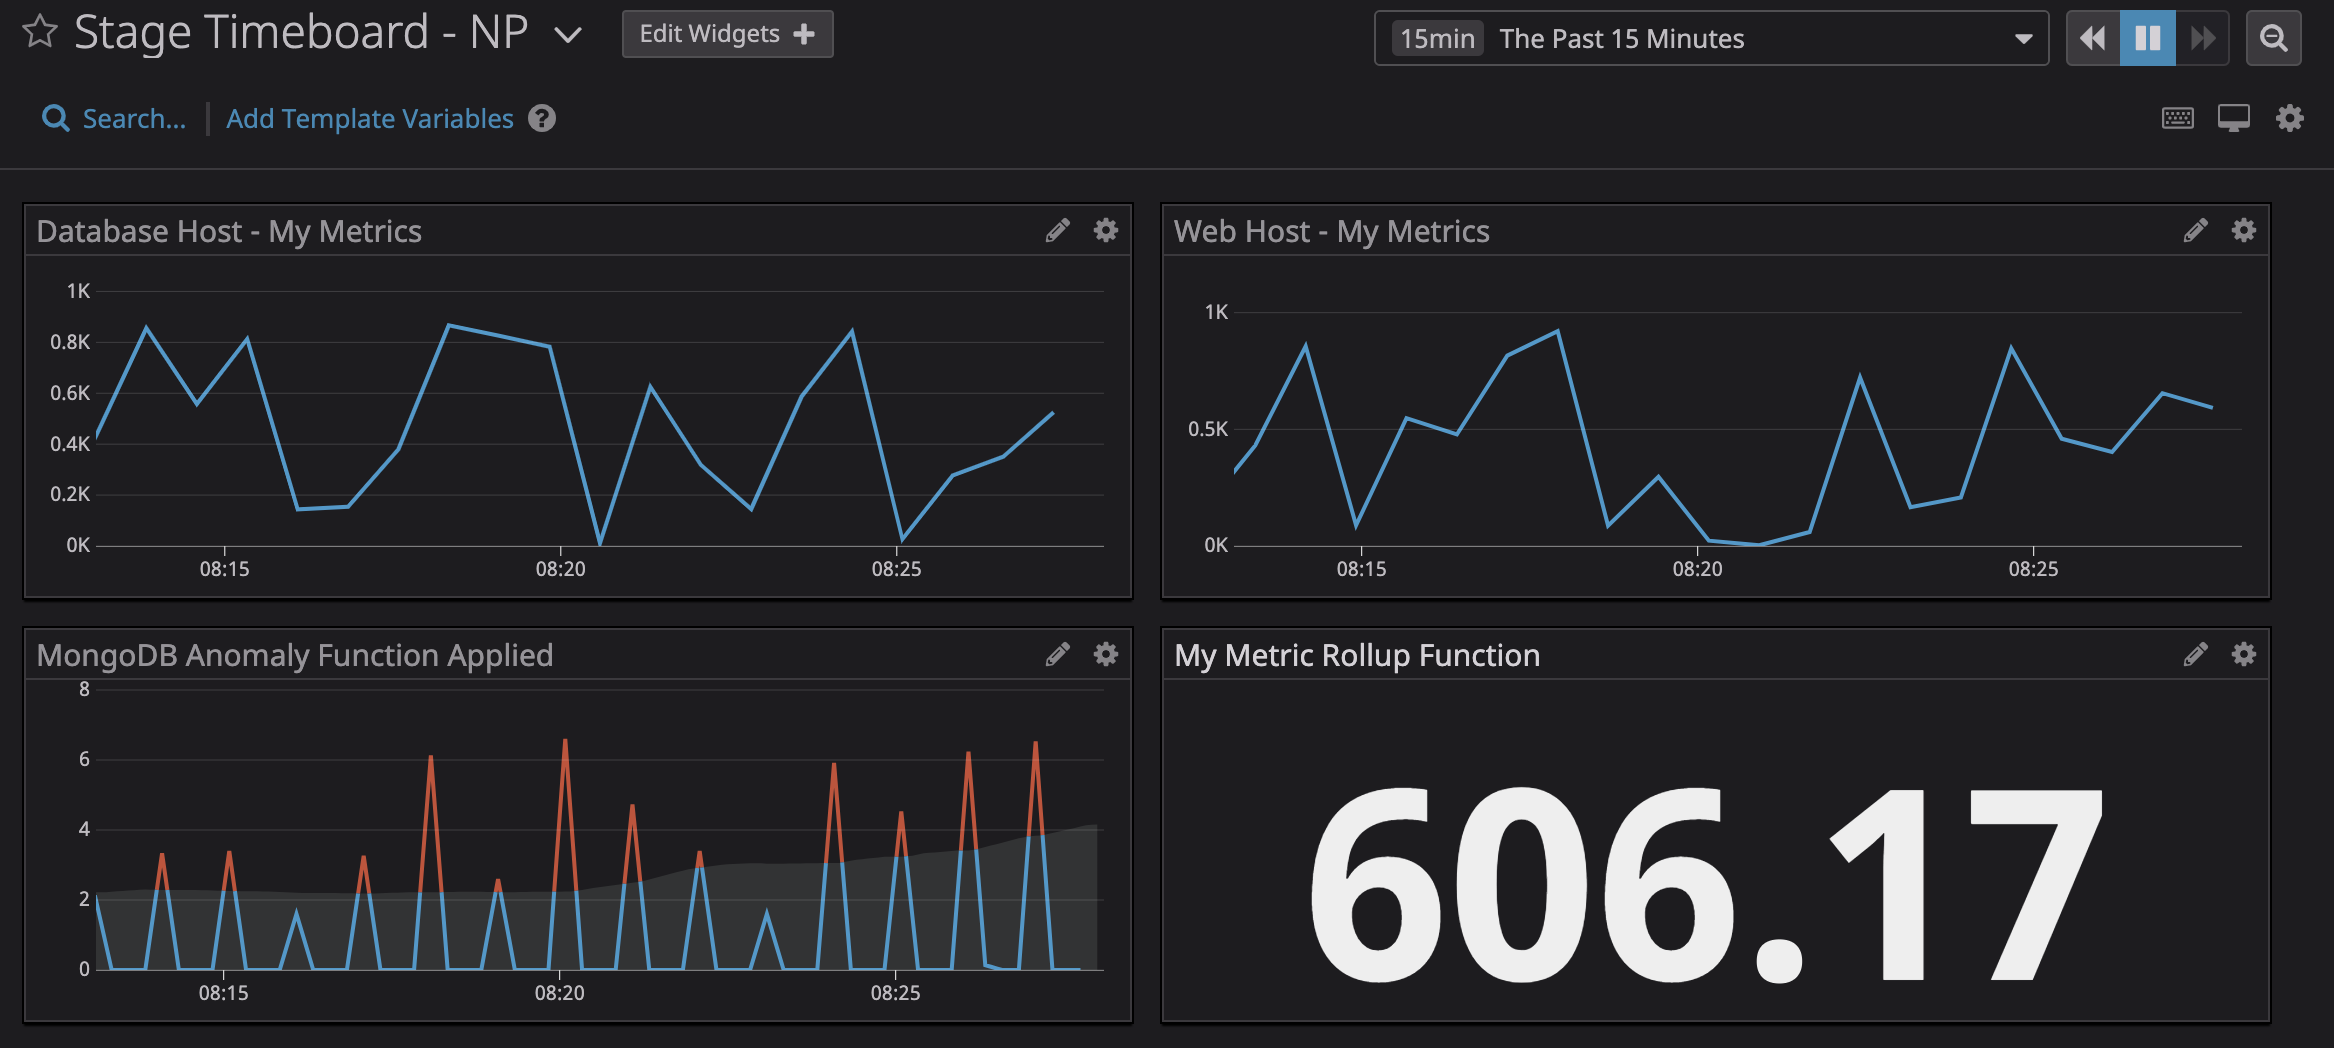 Stage Timeboard - NP
Edit Widgets +
15min The Past 15 Minutes
Search... Add Template Variables ?
Database Host - My Metrics
1K
0.8K
0.6K
0.4K
0.2K
0K
08:15 08:20 08:25
Web Host - My Metrics
1K
0.5K
0K
08:15 08:20 08:25
MongoDB Anomaly Function Applied
8
6
4
2
0
08:15 08:20 08:25
My Metric Rollup Function
606.17